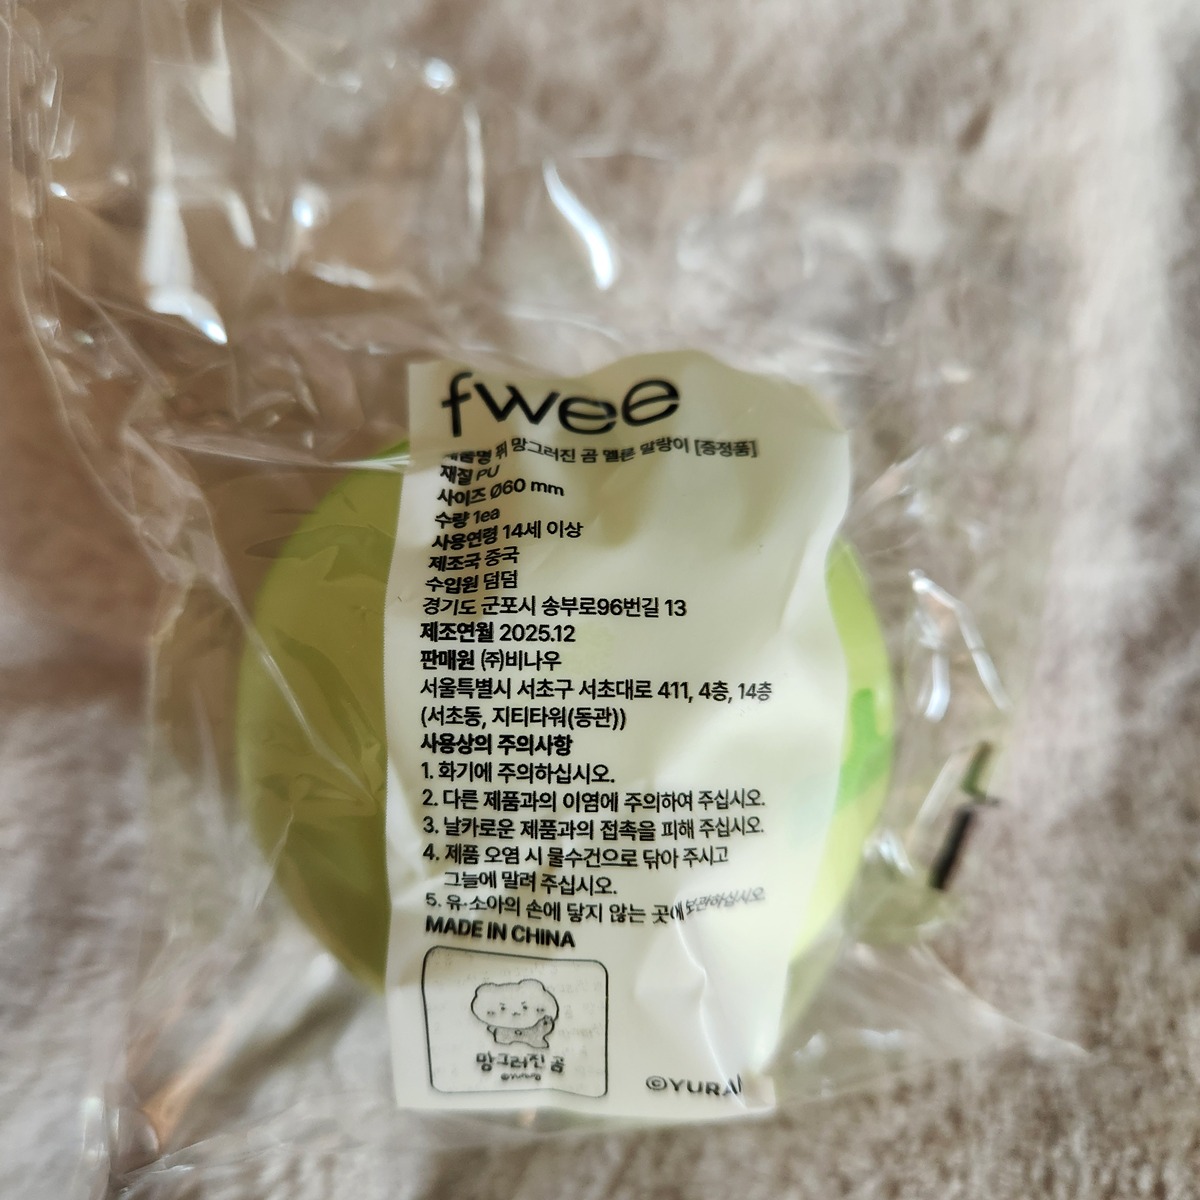 fwee
제품명 퓌 망그러진 곰 멜론 말랑이 [증정품]
재질 PU
사이즈 Ø60 mm
수량 1ea
사용연령 14세 이상
제조국 중국
수입원 덤덤
경기도 군포시 송부로96번길 13
제조연월 2025.12
판매원 ㈜비나우
서울특별시 서초구 서초대로 411, 4층, 14층
(서초동, 지티타워(동관))
사용상의 주의사항
1. 화기에 주의하십시오.
2. 다른 제품과의 이염에 주의하여 주십시오.
3. 날카로운 제품과의 접촉을 피해 주십시오.
4. 제품 오염 시 물수건으로 닦아 주시고
그늘에 말려 주십시오.
5. 유·소아의 손에 닿지 않는 곳에 보관하십시오.
MADE IN CHINA
망그러진 곰
©YURANG